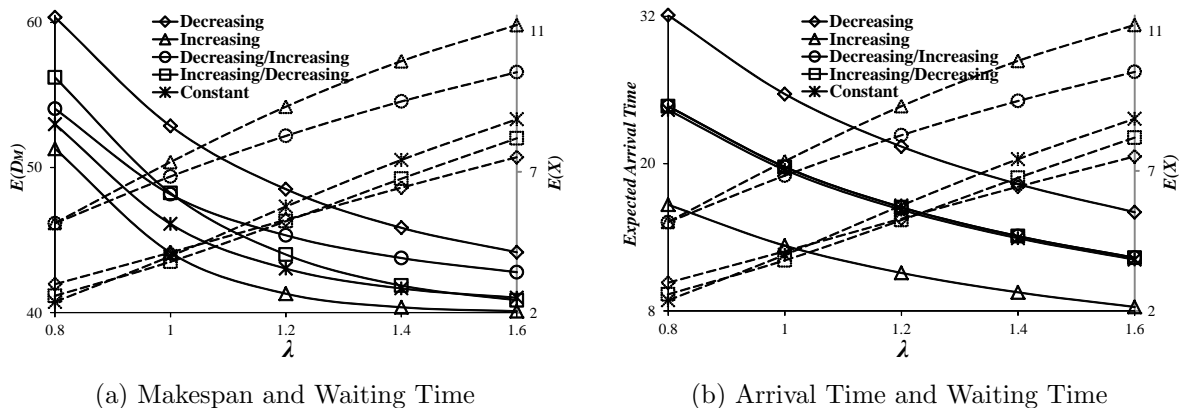 60
50
40
E(DM)
Decreasing
Increasing
Decreasing/Increasing
Increasing/Decreasing
Constant
11
7
2
E(X)
0.8 1 1.2 1.4 1.6
λ
(a) Makespan and Waiting Time
32
20
8
Expected Arrival Time
Decreasing
Increasing
Decreasing/Increasing
Increasing/Decreasing
Constant
11
7
2
E(X)
0.8 1 1.2 1.4 1.6
λ
(b) Arrival Time and Waiting Time